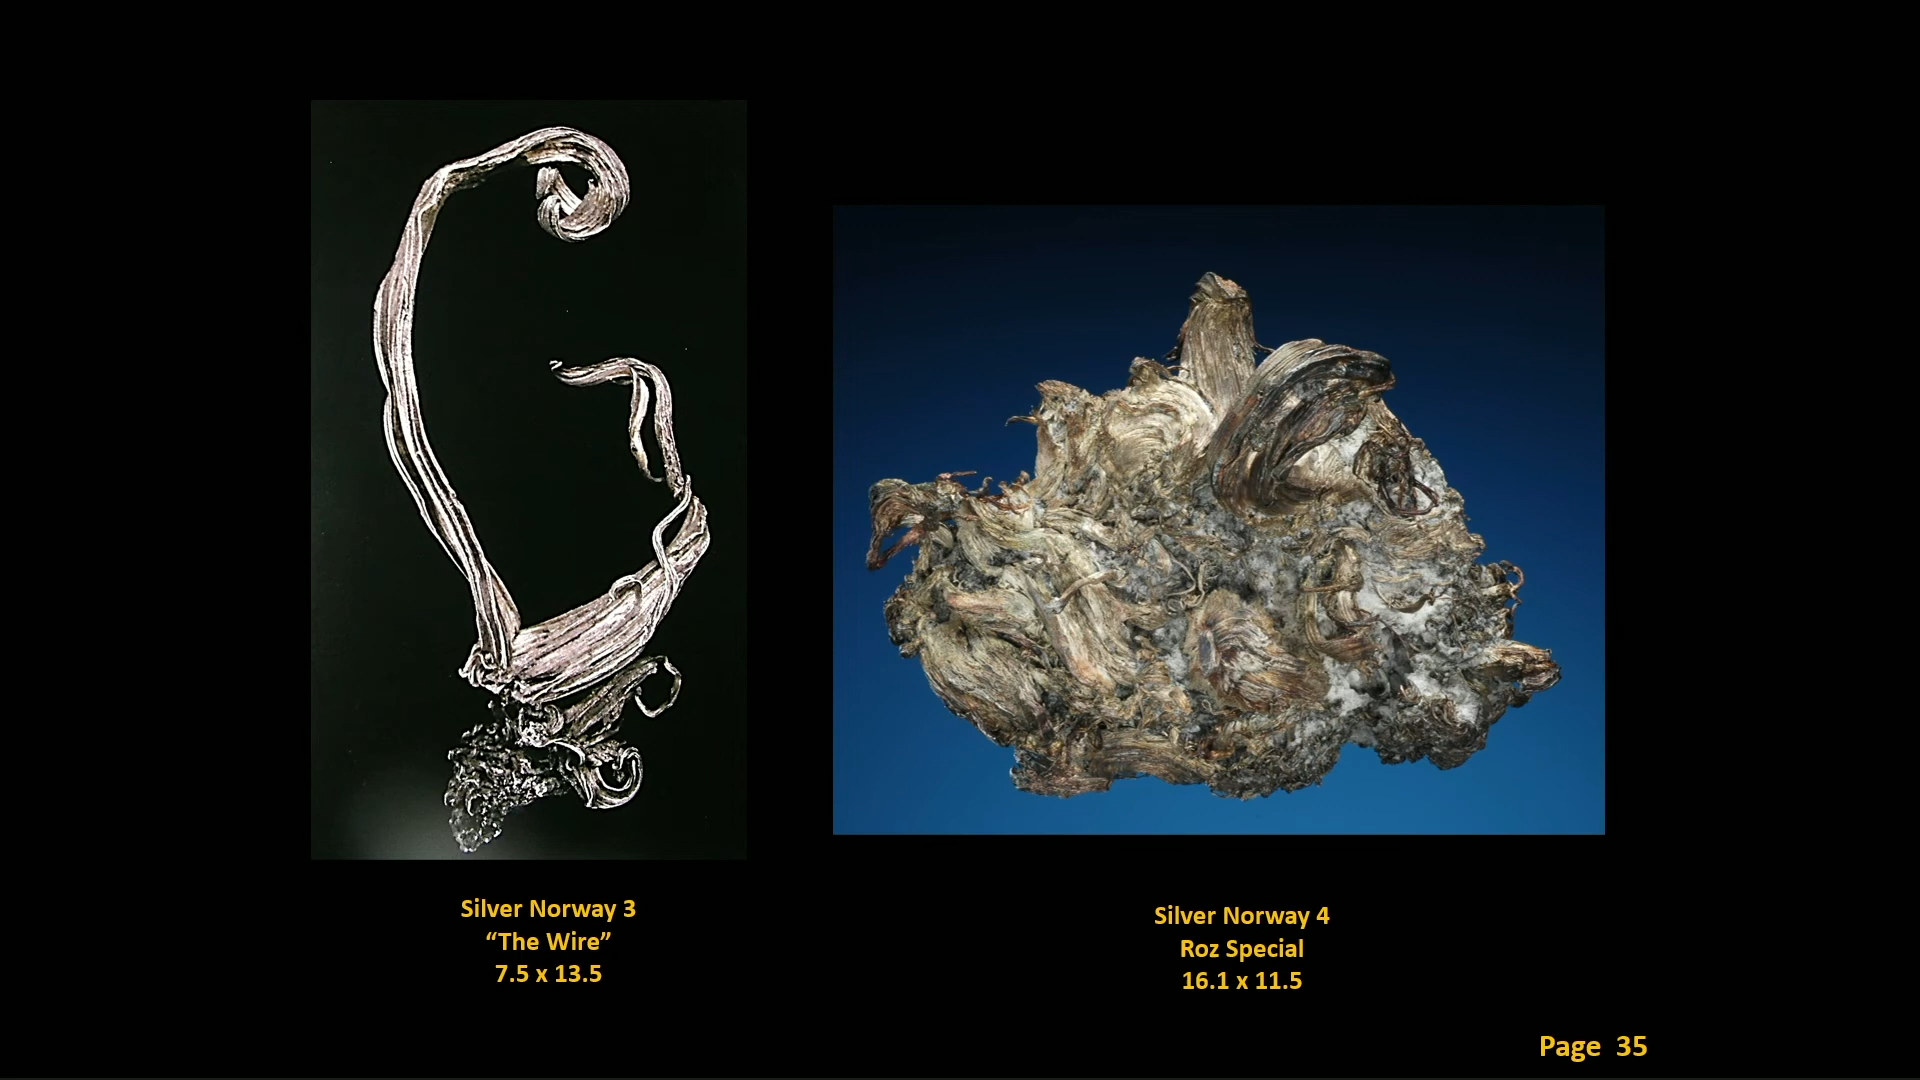 Silver Norway 3
“The Wire”
7.5 x 13.5
Silver Norway 4
Roz Special
16.1 x 11.5
Page 35